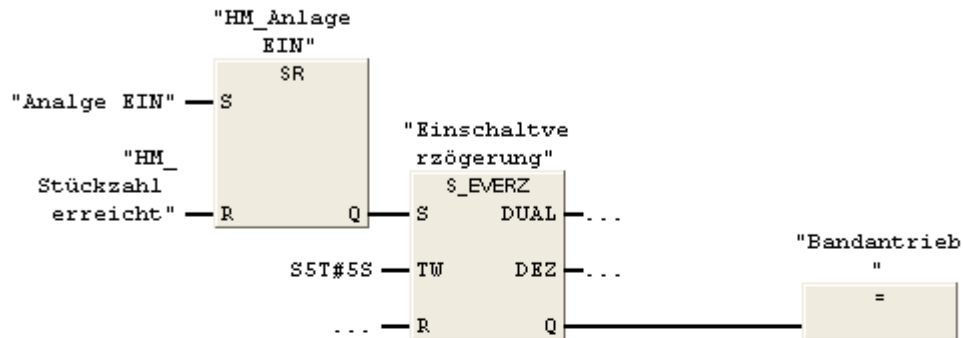 "HM_Anlage
EIN"
SR
"Analge EIN" S
"HM_
Stückzahl
erreicht" R Q
"Einschaltve
rzögerung"
S_EVERZ
S DUAL ...
S5T#5S TW DEZ ...
... R Q
"Bandantrieb
"
=